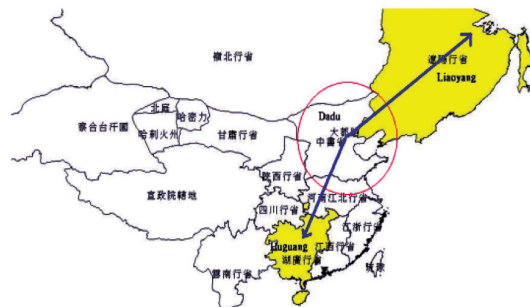 嶺北行省
遼陽行省
Liaoyang
北庭
哈密力
察合台汗國
哈剌火州
甘肅行省
Dadu
大都
中書省
宣政院轄地
陝西行省
四川行省
河南江北行省
Huguang
湖廣行省
江西行省
江浙行省
雲南行省
琉球